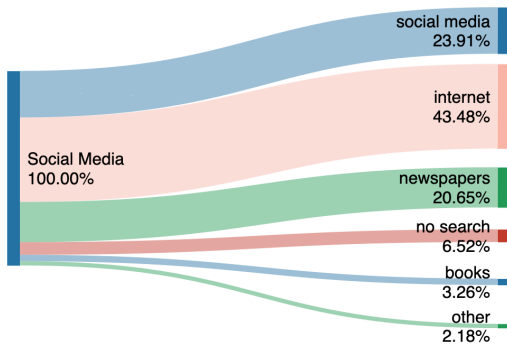 social media
23.91%
internet
43.48%
Social Media
100.00%
newspapers
20.65%
no search
6.52%
books
3.26%
other
2.18%